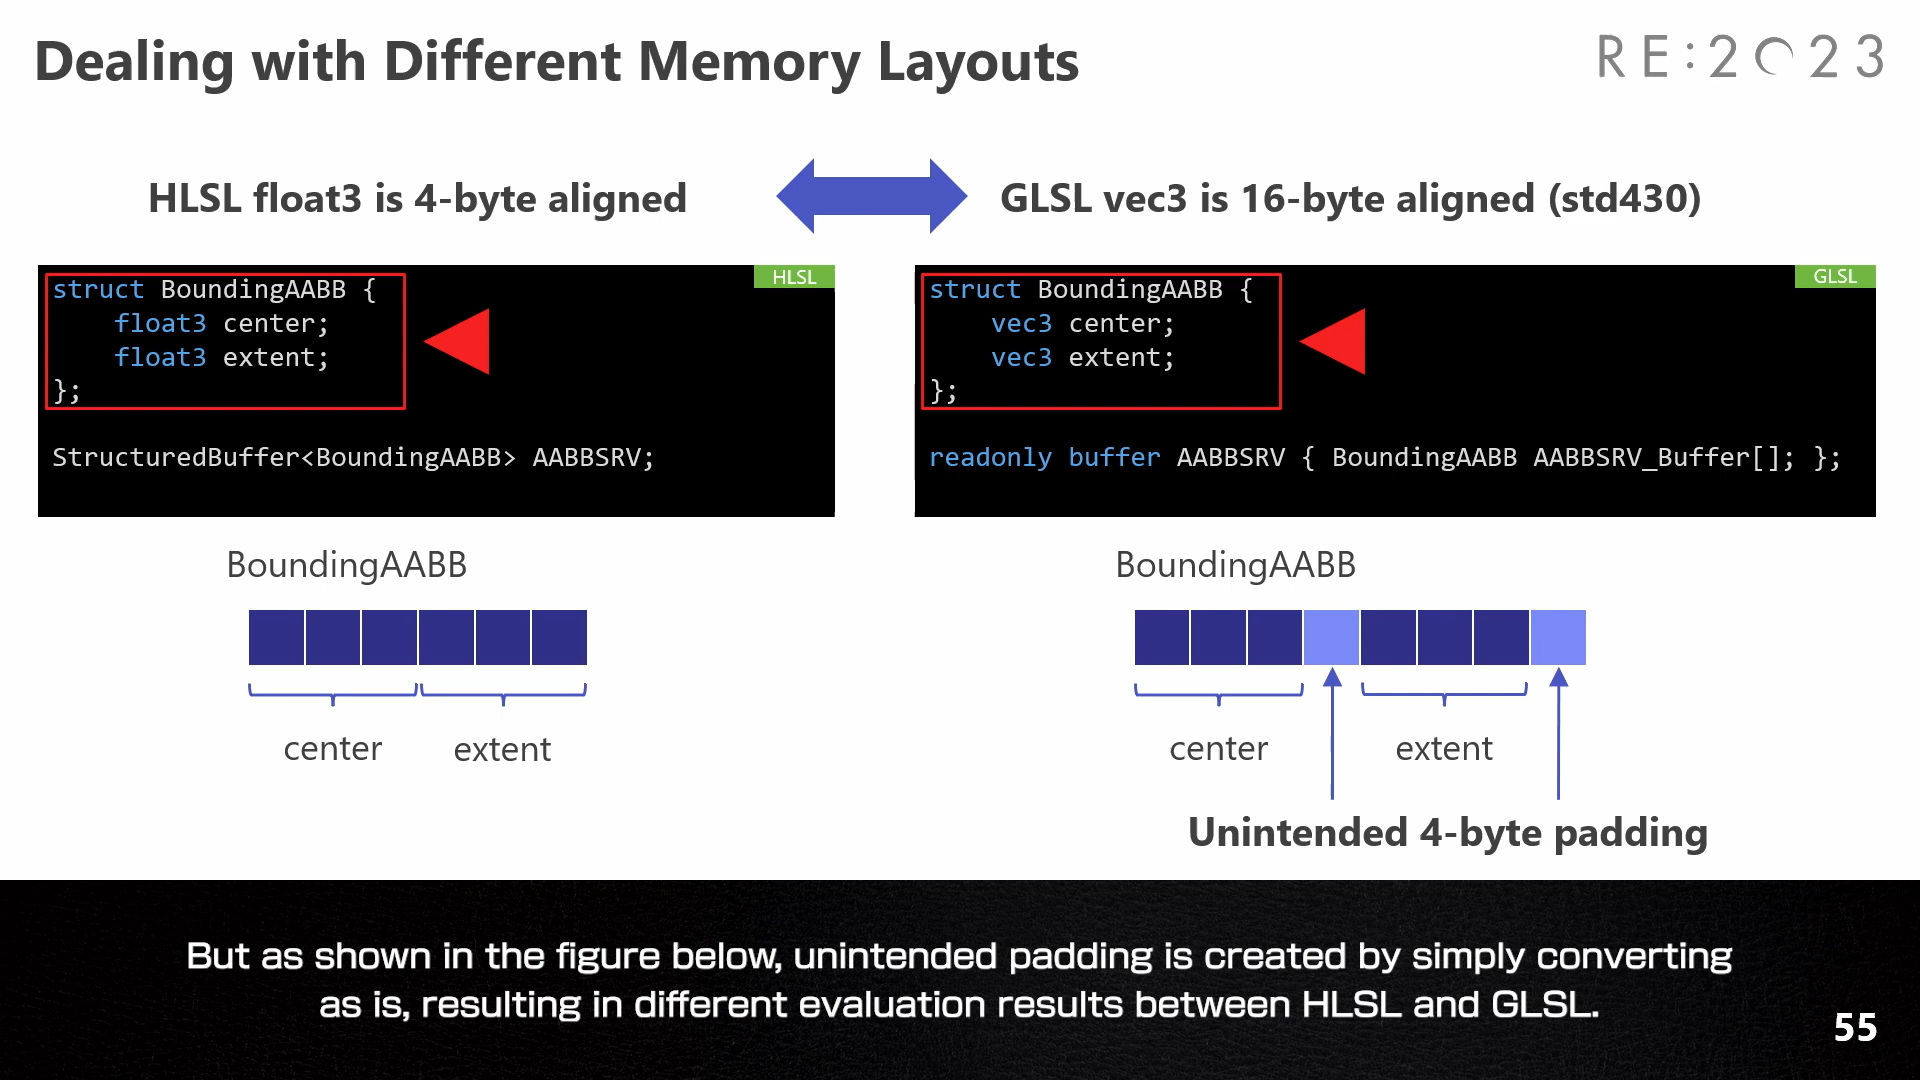 Dealing with Different Memory Layouts
RE:2023
HLSL float3 is 4-byte aligned
GLSL vec3 is 16-byte aligned (std430)
HLSL
struct BoundingAABB {
    float3 center;
    float3 extent;
};
StructuredBuffer<BoundingAABB> AABBSRV;
GLSL
struct BoundingAABB {
    vec3 center;
    vec3 extent;
};
readonly buffer AABBSRV { BoundingAABB AABBSRV_Buffer[]; };
BoundingAABB
center extent
BoundingAABB
center extent
Unintended 4-byte padding
But as shown in the figure below, unintended padding is created by simply converting
as is, resulting in different evaluation results between HLSL and GLSL.
55